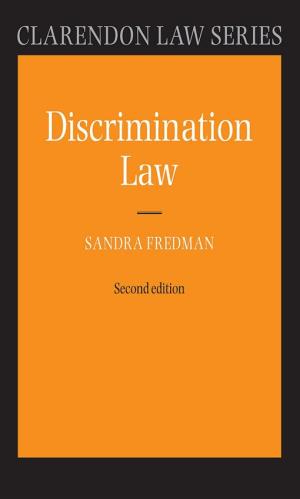 CLARENDON LAW SERIES
Discrimination
Law
SANDRA FREDMAN
Second edition